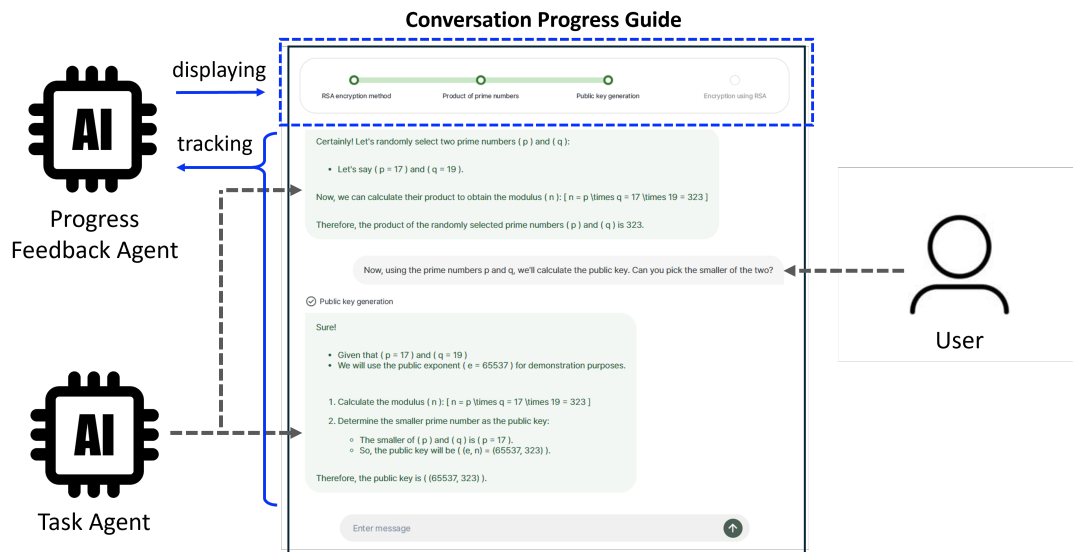 Conversation Progress Guide
displaying
tracking
AI
Progress
Feedback Agent
AI
Task Agent
RSA encryption method
Product of prime numbers
Public key generation
Encryption using RSA
Certainly! Let's randomly select two prime numbers ( p ) and ( q ):
• Let's say ( p = 17 ) and ( q = 19 ).
Now, we can calculate their product to obtain the modulus ( n ): [ n = p \times q = 17 \times 19 = 323 ]
Therefore, the product of the randomly selected prime numbers ( p ) and ( q ) is 323.
Now, using the prime numbers p and q, we'll calculate the public key. Can you pick the smaller of the two?
Public key generation
Sure!
• Given that ( p = 17 ) and ( q = 19 )
• We will use the public exponent ( e = 65537 ) for demonstration purposes.
1. Calculate the modulus ( n ): [ n = p \times q = 17 \times 19 = 323 ]
2. Determine the smaller prime number as the public key:
◦ The smaller of ( p ) and ( q ) is ( p = 17 ).
◦ So, the public key will be ( (e, n) = (65537, 323) ).
Therefore, the public key is ( (65537, 323) ).
Enter message
User